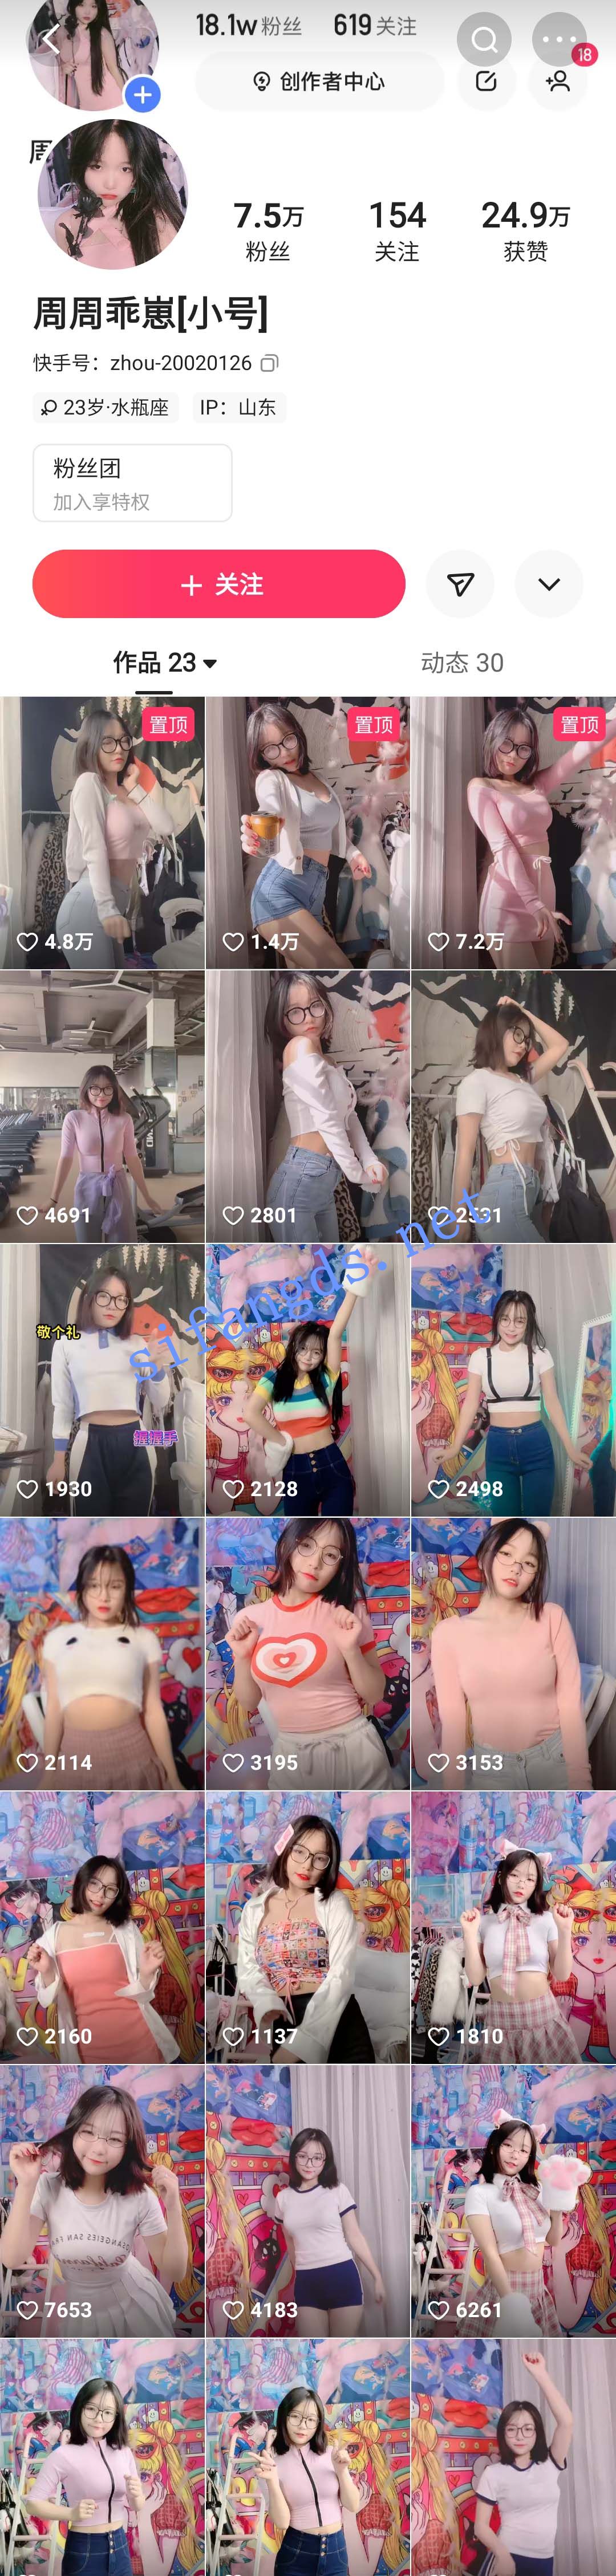 18.1w 粉丝 619 关注
18
创作者中心
周
7.5万 154 24.9万
粉丝 关注 获赞
周周乖崽[小号]
快手号：zhou-20020126
23岁·水瓶座 IP：山东
粉丝团
加入享特权
关注
作品 23 动态 30
置顶 置顶 置顶
4.8万 1.4万 7.2万
4691 2801
sifangds.net
敬个礼
握握手
1930 2128 2498
2114 3195 3153
2160 1137 1810
7653 4183 6261